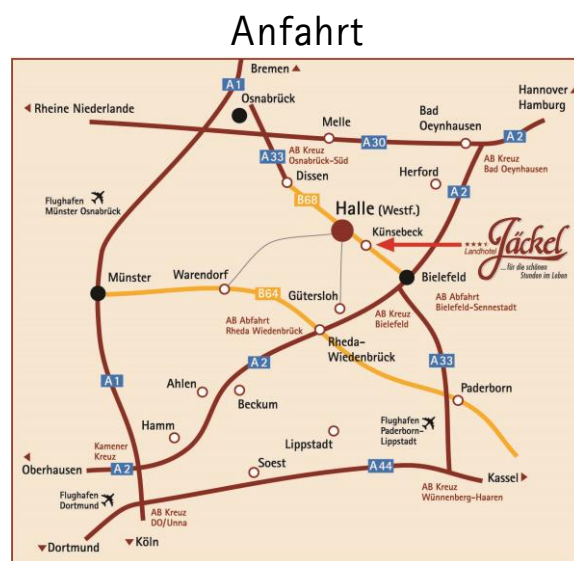 Anfahrt
Bremen
A1
Osnabrück
Hannover
Hamburg
Rheine Niederlande
Melle
Bad
Oeynhausen
A2
A30
A33
AB Kreuz
Osnabrück-Süd
AB Kreuz
Bad Oeynhausen
Dissen
Herford
A2
B68
Flughafen
Münster Osnabrück
Halle (Westf.)
Künsebeck
Landhotel
Jäckel
...für die schönen
Stunden im Leben
Münster
Warendorf
Bielefeld
B64
Gütersloh
AB Abfahrt
Bielefeld-Sennestadt
AB Kreuz
Bielefeld
AB Abfahrt
Rheda Wiedenbrück
Rheda-
Wiedenbrück
A2
A33
A1
Ahlen
Beckum
Paderborn
Flughafen
Paderborn-
Lippstadt
Hamm
Lippstadt
Kamener
Kreuz
Oberhausen
A2
Soest
A44
Kassel
Flughafen
Dortmund
AB Kreuz
Wünnenberg-Haaren
AB Kreuz
DO/Unna
Dortmund
Köln